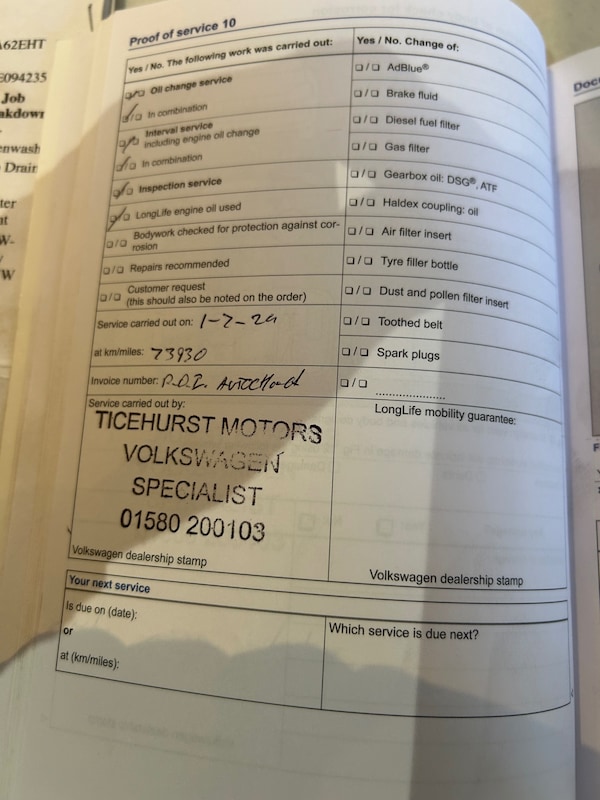 A62EHT
E094235
Job
akdown
enwash
Drain
ter
W-
W
Proof of service 10
Yes / No. The following work was carried out:
☑/☐ Oil change service
☑/☐ In combination
☑/☐ Interval service
including engine oil change
☑/☐ In combination
☑/☐ Inspection service
☑/☐ LongLife engine oil used
☐/☐ Bodywork checked for protection against cor-
rosion
☐/☐ Repairs recommended
☐/☐ Customer request
(this should also be noted on the order)
Service carried out on: 1-7-24
at km/miles: 73930
Invoice number:
Service carried out by:
TICEHURST MOTORS
VOLKSWAGEN
SPECIALIST
01580 200103
Volkswagen dealership stamp
Yes / No. Change of:
☐/☐ AdBlue®
☐/☐ Brake fluid
☐/☐ Diesel fuel filter
☐/☐ Gas filter
☐/☐ Gearbox oil: DSG®, ATF
☐/☐ Haldex coupling: oil
☐/☐ Air filter insert
☐/☐ Tyre filler bottle
☐/☐ Dust and pollen filter insert
☐/☐ Toothed belt
☐/☐ Spark plugs
☐/☐ ......................
LongLife mobility guarantee:
Volkswagen dealership stamp
Your next service
Is due on (date):
or
at (km/miles):
Which service is due next?
Docu